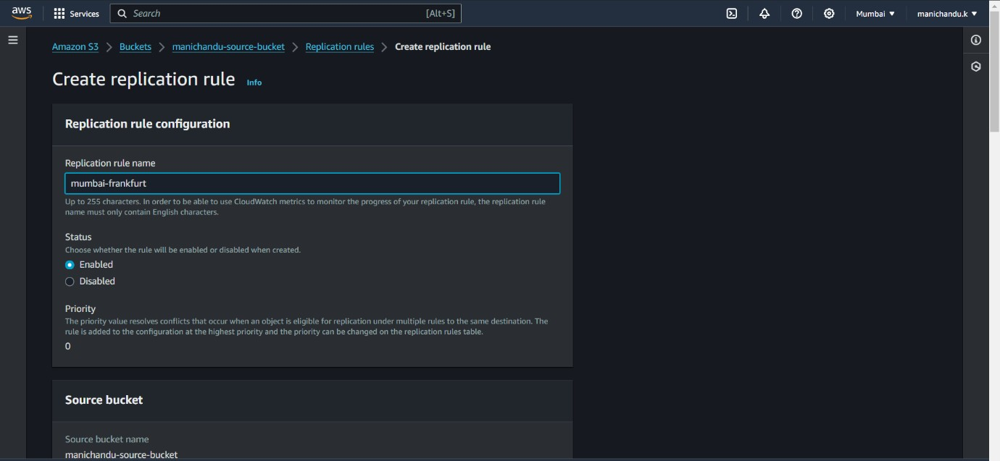 aws Services Search [Alt+S] Mumbai ▼ manichandu.k ▼
Amazon S3 > Buckets > manichandu-source-bucket > Replication rules > Create replication rule
Create replication rule Info
Replication rule configuration
Replication rule name
mumbai-frankfurt
Up to 255 characters. In order to be able to use CloudWatch metrics to monitor the progress of your replication rule, the replication rule
name must only contain English characters.
Status
Choose whether the rule will be enabled or disabled when created.
Enabled
Disabled
Priority
The priority value resolves conflicts that occur when an object is eligible for replication under multiple rules to the same destination. The
rule is added to the configuration at the highest priority and the priority can be changed on the replication rules table.
0
Source bucket
Source bucket name
manichandu-source-bucket